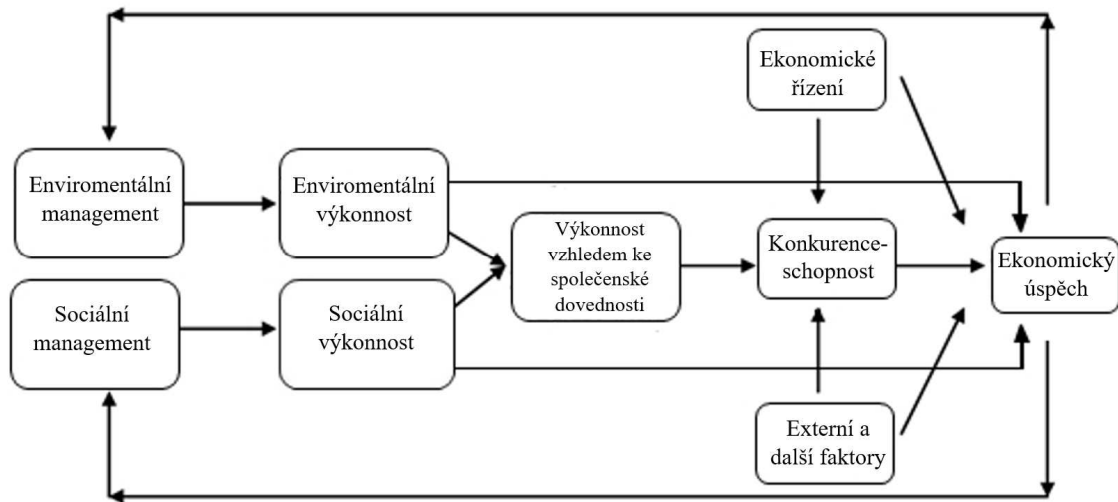 Ekonomické
řízení
Enviromentální
management
Enviromentální
výkonnost
Výkonnost
vzhledem ke
společenské
dovednosti
Konkurence-
schopnost
Ekonomický
úspěch
Sociální
management
Sociální
výkonnost
Externí a
další faktory